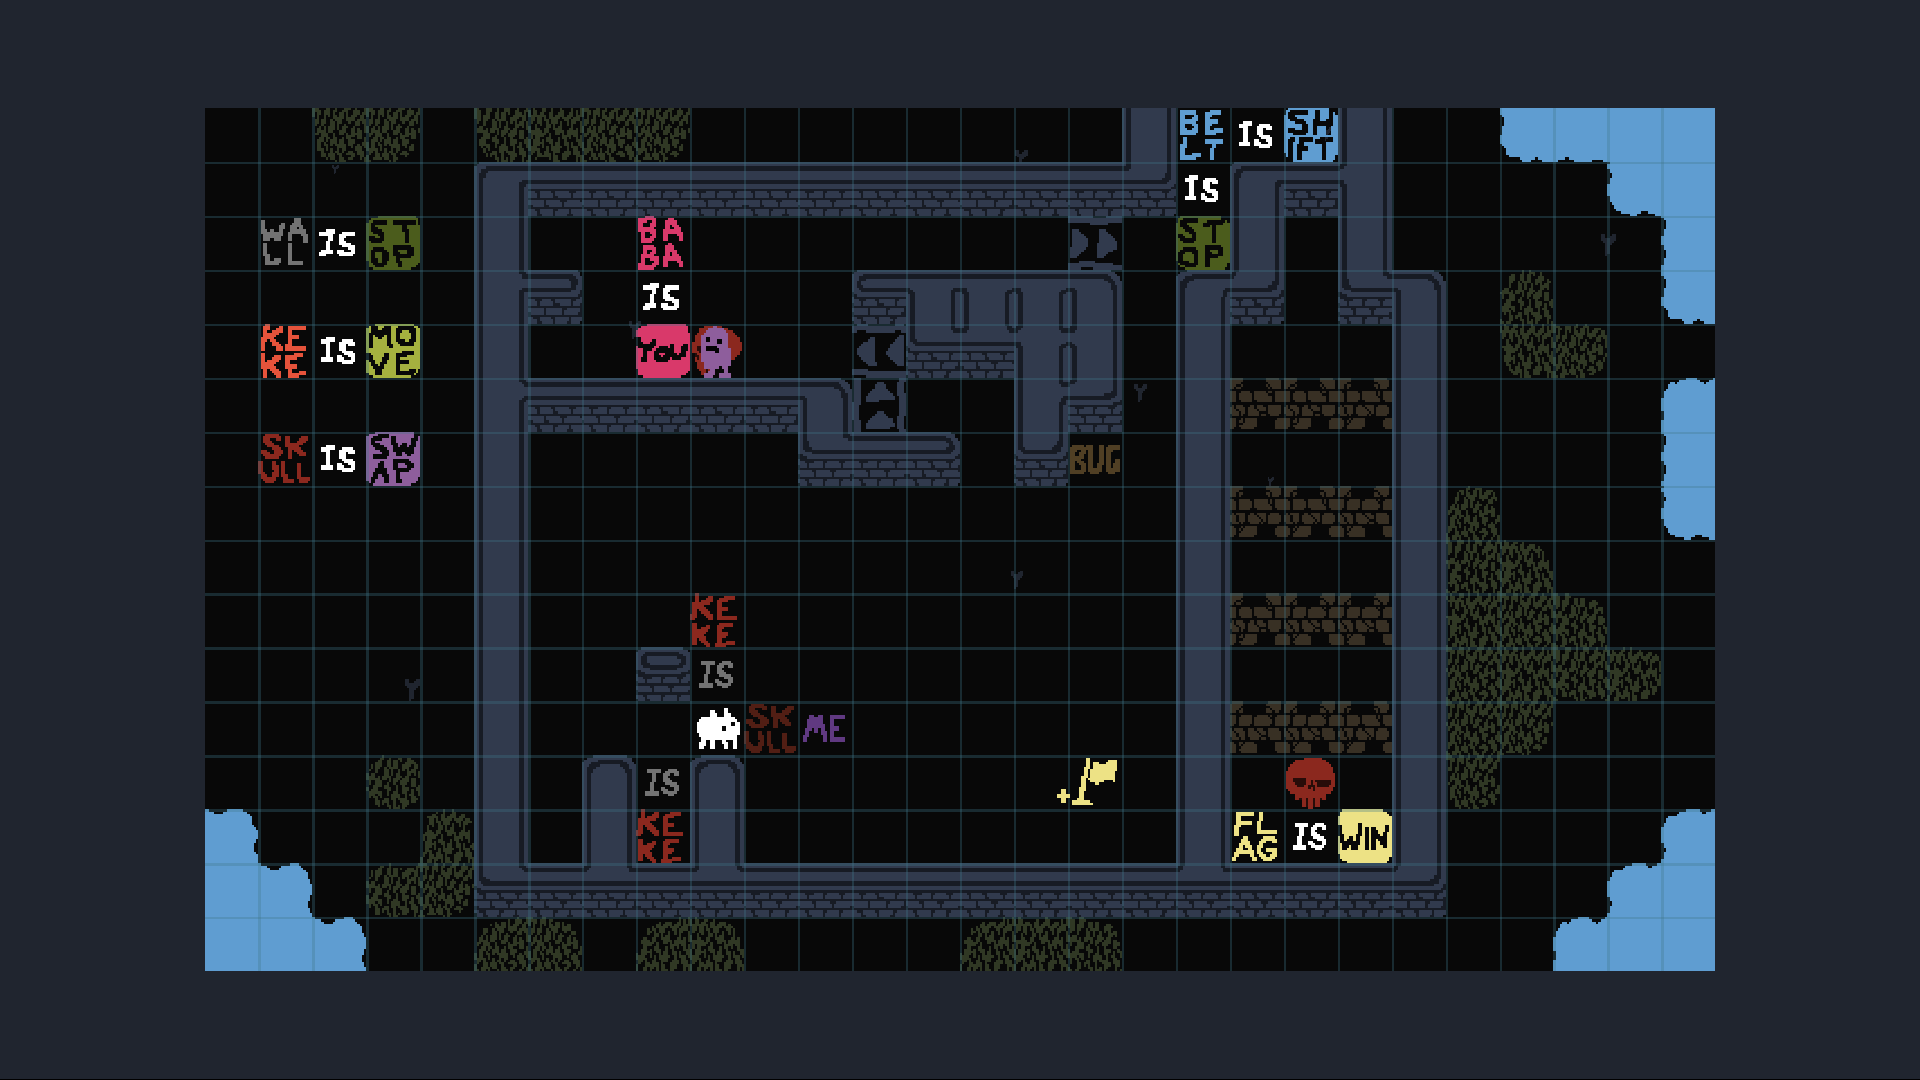 BELT IS SHIFT
IS
WALL IS STOP BABA STOP
IS
KEKE IS MOVE YOU
SKULL IS SWAP BUG
KEKE
IS
SKULL ME
IS
KEKE FLAG IS WIN